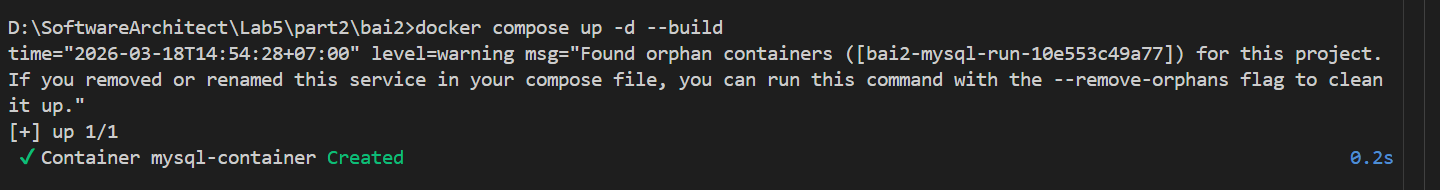 D:\SoftwareArchitect\Lab5\part2\bai2>docker compose up -d --build
time="2026-03-18T14:54:28+07:00" level=warning msg="Found orphan containers ([bai2-mysql-run-10e553c49a77]) for this project.
If you removed or renamed this service in your compose file, you can run this command with the --remove-orphans flag to clean
it up."
[+] up 1/1
✔ Container mysql-container Created 0.2s